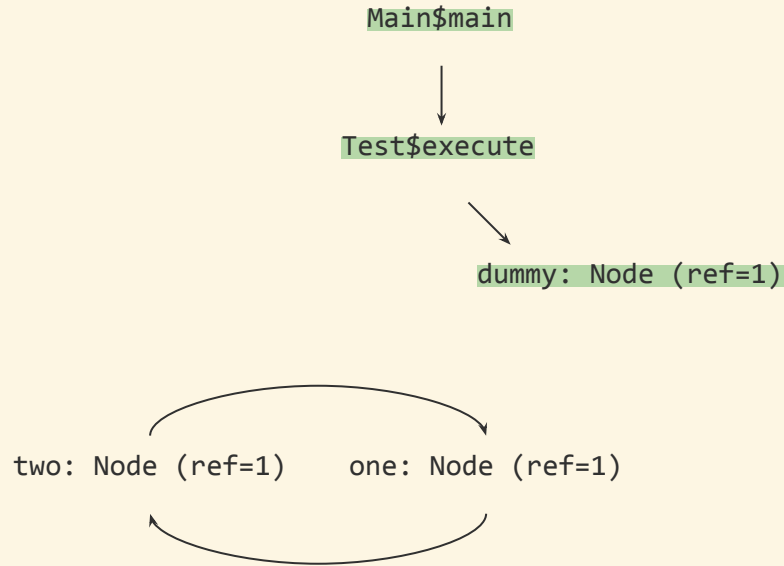 Main$main
Test$execute
dummy: Node (ref=1)
two: Node (ref=1) one: Node (ref=1)